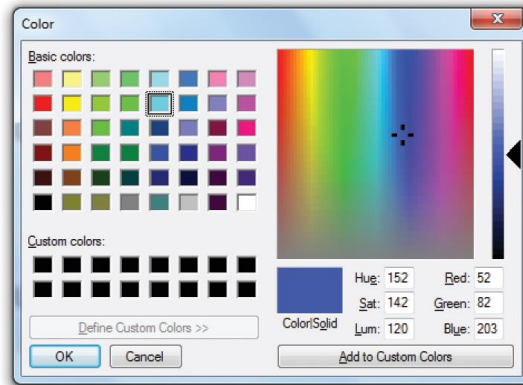 Color
Basic colors:
Custom colors:
Define Custom Colors >>
OK
Cancel
Color|Solid
Hue: 152
Sat: 142
Lum: 120
Red: 52
Green: 82
Blue: 203
Add to Custom Colors